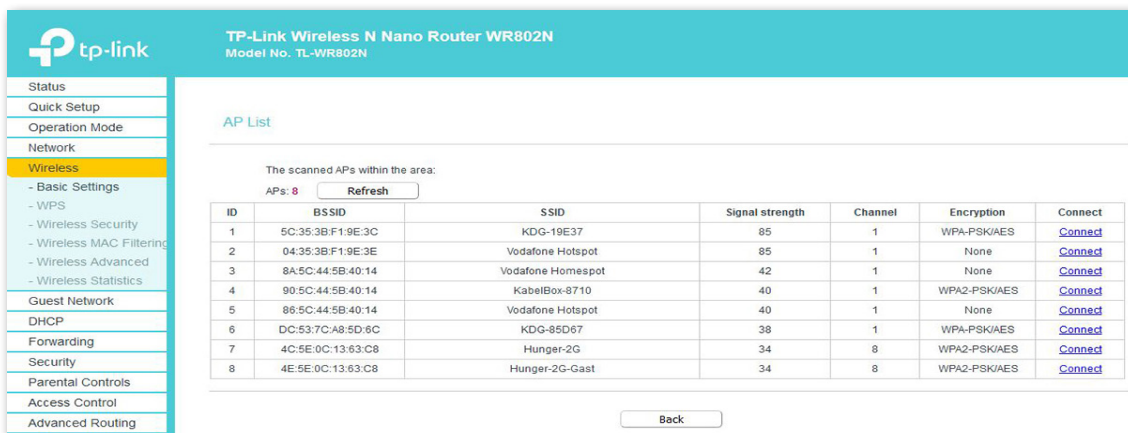 tp-link
TP-Link Wireless N Nano Router WR802N
Model No. TL-WR802N
Status
Quick Setup
Operation Mode
Network
Wireless
- Basic Settings
- WPS
- Wireless Security
- Wireless MAC Filtering
- Wireless Advanced
- Wireless Statistics
Guest Network
DHCP
Forwarding
Security
Parental Controls
Access Control
Advanced Routing
AP List
The scanned APs within the area:
APs: 8 Refresh
ID BSSID SSID Signal strength Channel Encryption Connect
1 5C:35:3B:F1:9E:3C KDG-19E37 85 1 WPA-PSK/AES Connect
2 04:35:3B:F1:9E:3E Vodafone Hotspot 85 1 None Connect
3 8A:5C:44:5B:40:14 Vodafone Homespot 42 1 None Connect
4 90:5C:44:5B:40:14 KabelBox-8710 40 1 WPA2-PSK/AES Connect
5 86:5C:44:5B:40:14 Vodafone Hotspot 40 1 None Connect
6 DC:53:7C:A8:5D:6C KDG-85D67 38 1 WPA-PSK/AES Connect
7 4C:5E:0C:13:63:C8 Hunger-2G 34 8 WPA2-PSK/AES Connect
8 4E:5E:0C:13:63:C8 Hunger-2G-Gast 34 8 WPA2-PSK/AES Connect
Back